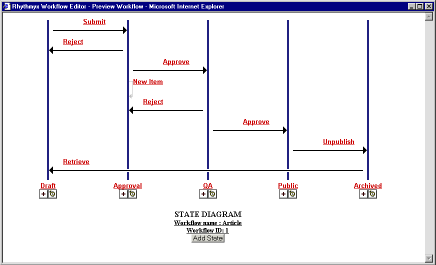 Rhythmyx Workflow Editor - Preview Workflow - Microsoft Internet Explorer
Submit
Reject
Approve
New Item
Reject
Approve
Unpublish
Retrieve
Draft Approval QA Public Archived
STATE DIAGRAM
Workflow name : Article
Workflow ID: 1
Add State